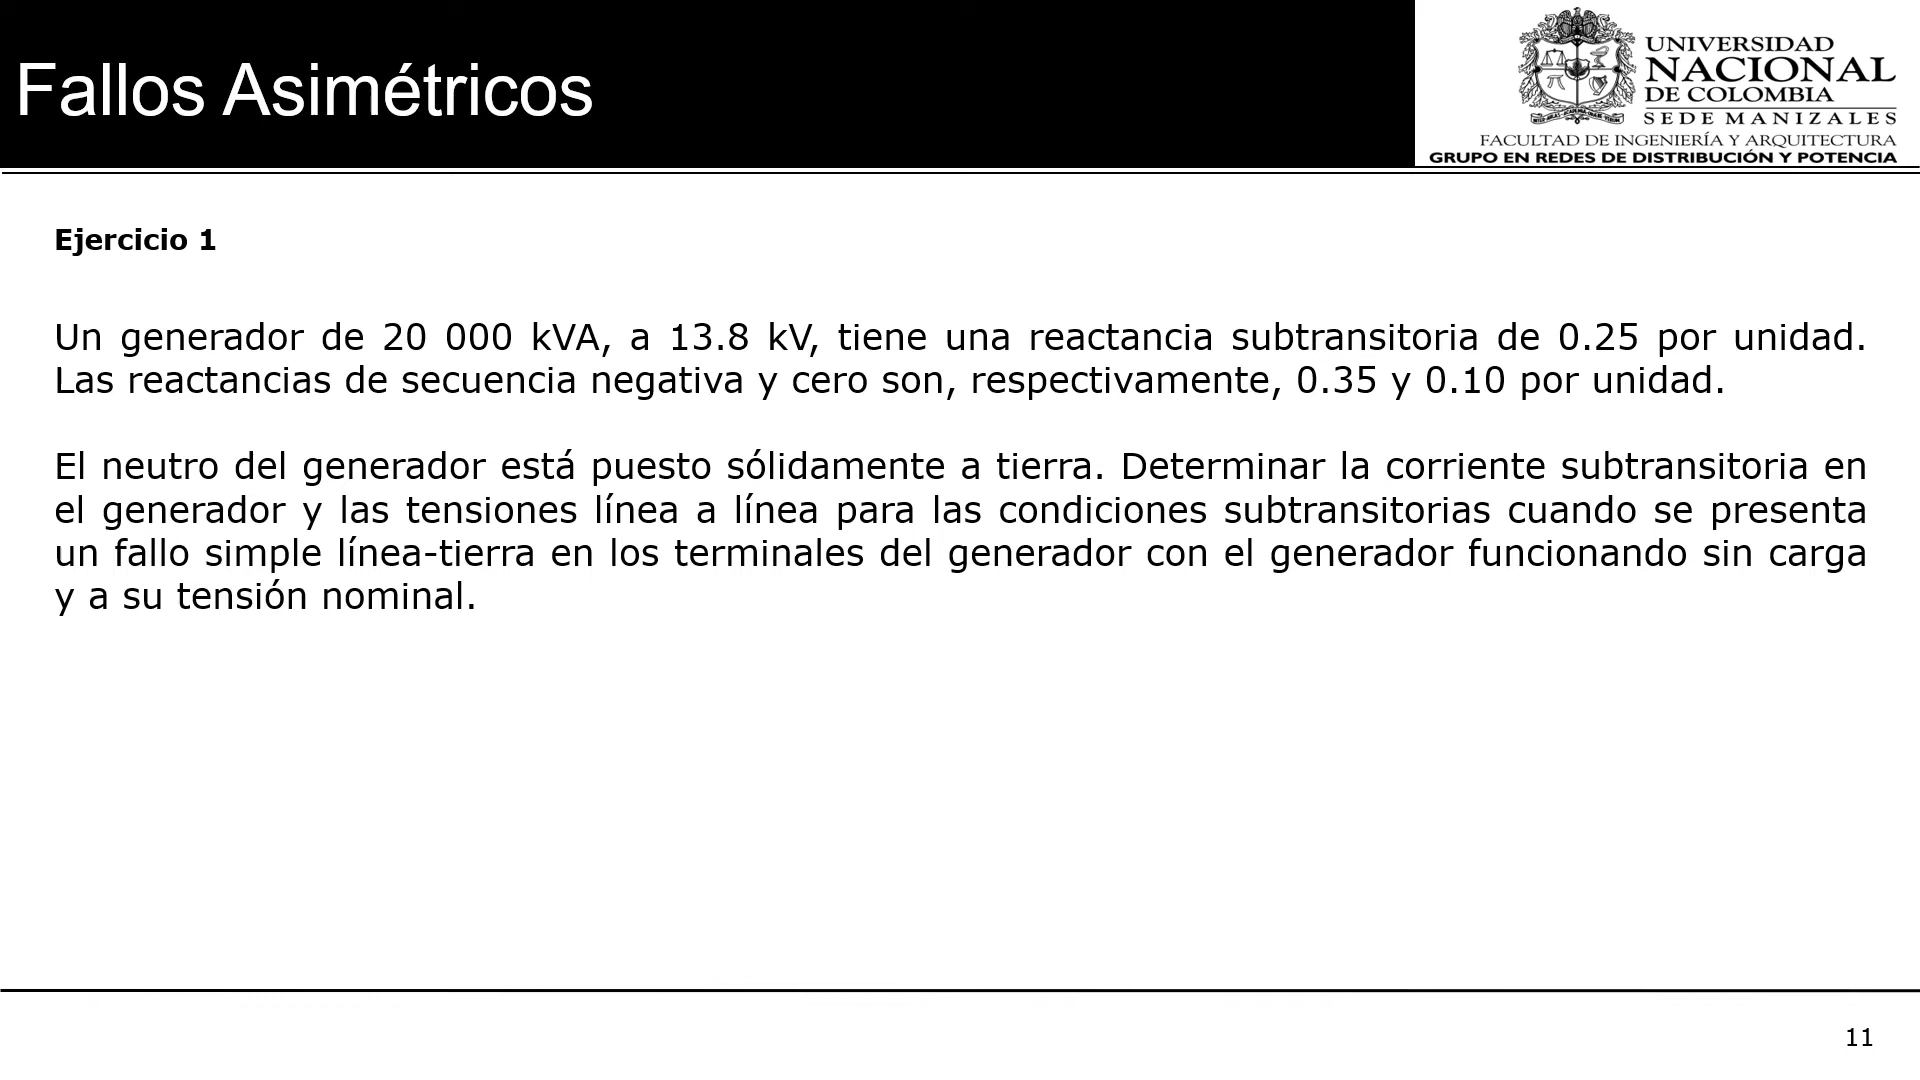 Fallos Asimétricos
UNIVERSIDAD
NACIONAL
DE COLOMBIA
SEDE MANIZALES
FACULTAD DE INGENIERÍA Y ARQUITECTURA
GRUPO EN REDES DE DISTRIBUCIÓN Y POTENCIA
Ejercicio 1
Un generador de 20 000 kVA, a 13.8 kV, tiene una reactancia subtransitoria de 0.25 por unidad.
Las reactancias de secuencia negativa y cero son, respectivamente, 0.35 y 0.10 por unidad.
El neutro del generador está puesto sólidamente a tierra. Determinar la corriente subtransitoria en
el generador y las tensiones línea a línea para las condiciones subtransitorias cuando se presenta
un fallo simple línea-tierra en los terminales del generador con el generador funcionando sin carga
y a su tensión nominal.
11